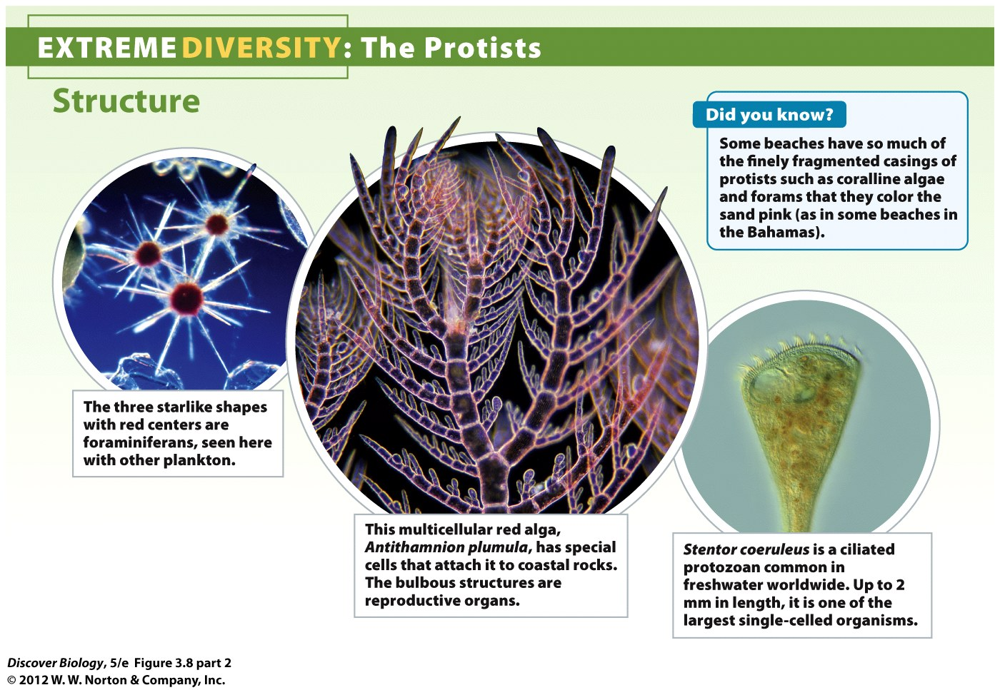 EXTREME DIVERSITY: The Protists
Structure
Did you know?
Some beaches have so much of
the finely fragmented casings of
protists such as coralline algae
and forams that they color the
sand pink (as in some beaches in
the Bahamas).
The three starlike shapes
with red centers are
foraminiferans, seen here
with other plankton.
This multicellular red alga,
Antithamnion plumula, has special
cells that attach it to coastal rocks.
The bulbous structures are
reproductive organs.
Stentor coeruleus is a ciliated
protozoan common in
freshwater worldwide. Up to 2
mm in length, it is one of the
largest single-celled organisms.
Discover Biology, 5/e Figure 3.8 part 2
© 2012 W. W. Norton & Company, Inc.